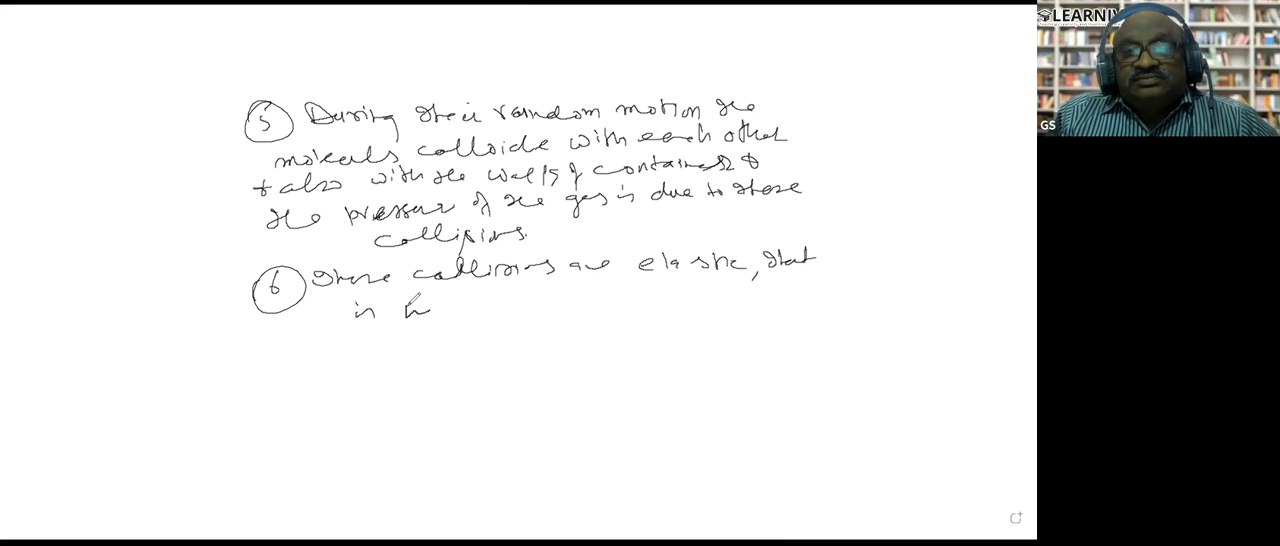 LEARNI
GS
5 During their random motion the
molecules colloide with each other
+ also with the walls of container &
the pressure of the gas is due to these
collisions.
6 These collisions are elastic, that
in